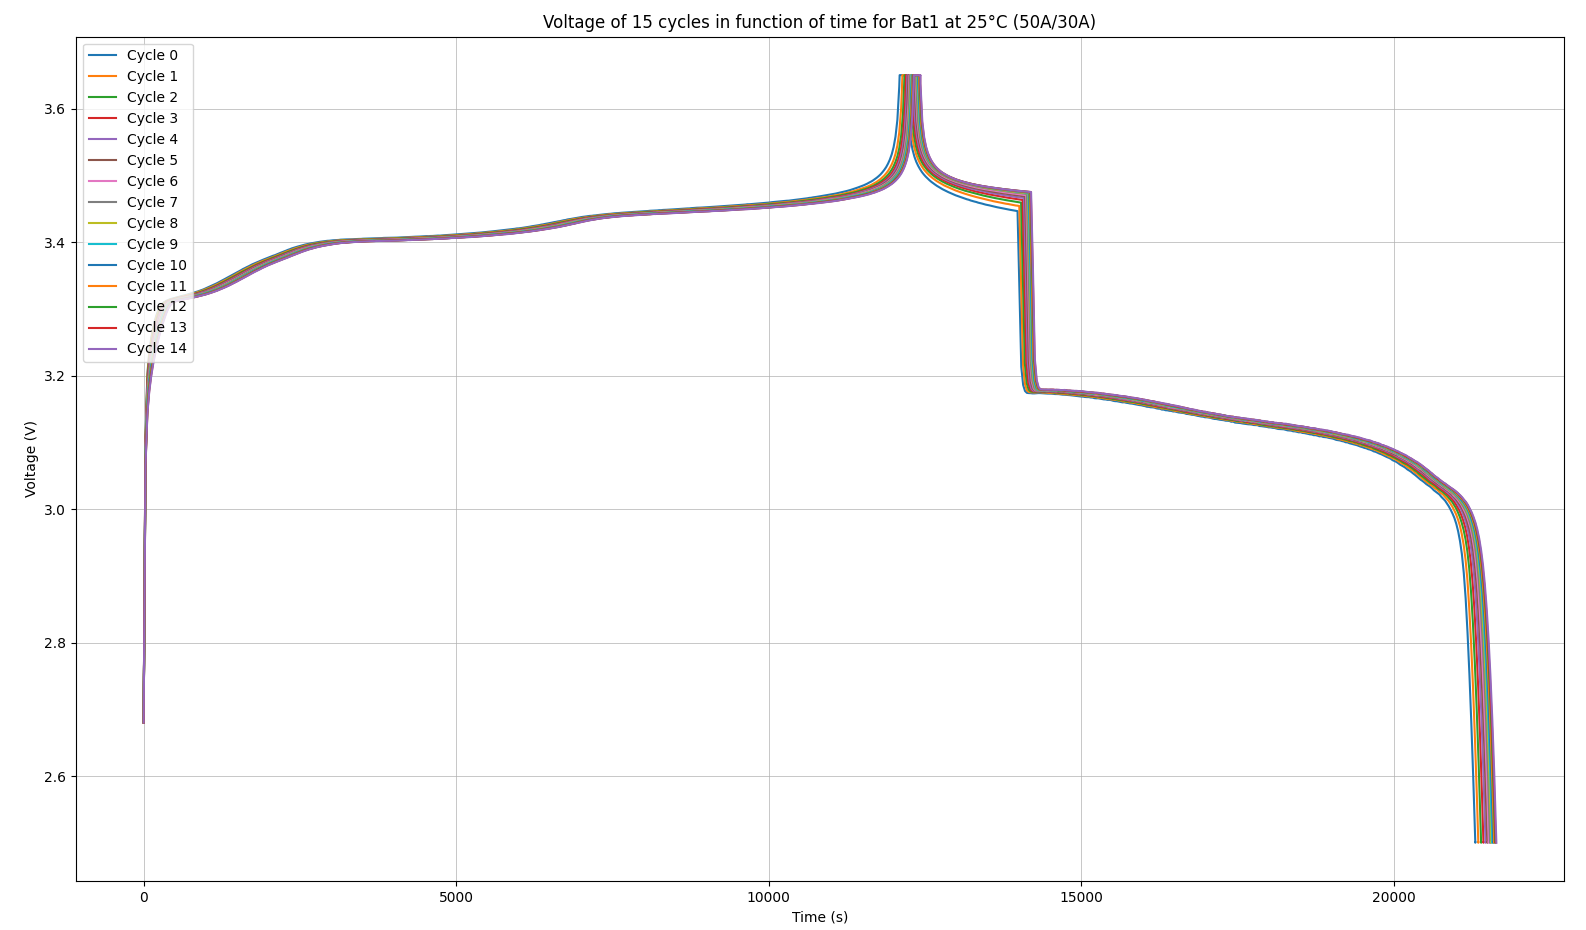 Voltage of 15 cycles in function of time for Bat1 at 25°C (50A/30A)
Cycle 0
Cycle 1
Cycle 2
Cycle 3
Cycle 4
Cycle 5
Cycle 6
Cycle 7
Cycle 8
Cycle 9
Cycle 10
Cycle 11
Cycle 12
Cycle 13
Cycle 14
Voltage (V)
3.6
3.4
3.2
3.0
2.8
2.6
0 5000 10000 15000 20000
Time (s)